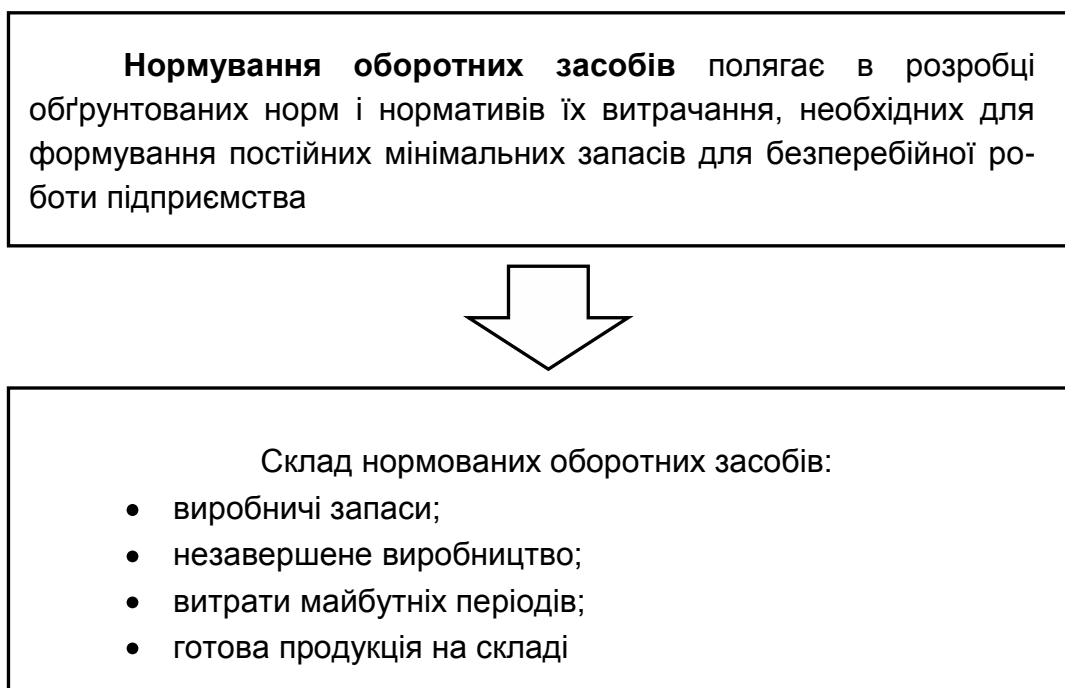 Нормування оборотних засобів полягає в розробці
обґрунтованих норм і нормативів їх витрачання, необхідних для
формування постійних мінімальних запасів для безперебійної ро-
боти підприємства
Склад нормованих оборотних засобів:
• виробничі запаси;
• незавершене виробництво;
• витрати майбутніх періодів;
• готова продукція на складі